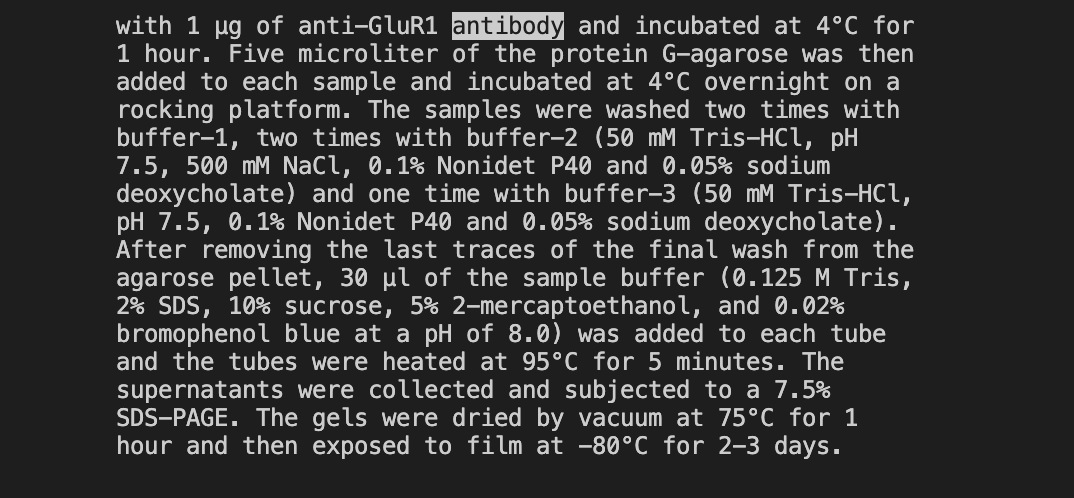 with 1 µg of anti–GluR1 antibody and incubated at 4°C for
1 hour. Five microliter of the protein G–agarose was then
added to each sample and incubated at 4°C overnight on a
rocking platform. The samples were washed two times with
buffer–1, two times with buffer–2 (50 mM Tris–HCl, pH
7.5, 500 mM NaCl, 0.1% Nonidet P40 and 0.05% sodium
deoxycholate) and one time with buffer–3 (50 mM Tris–HCl,
pH 7.5, 0.1% Nonidet P40 and 0.05% sodium deoxycholate).
After removing the last traces of the final wash from the
agarose pellet, 30 µl of the sample buffer (0.125 M Tris,
2% SDS, 10% sucrose, 5% 2–mercaptoethanol, and 0.02%
bromophenol blue at a pH of 8.0) was added to each tube
and the tubes were heated at 95°C for 5 minutes. The
supernatants were collected and subjected to a 7.5%
SDS–PAGE. The gels were dried by vacuum at 75°C for 1
hour and then exposed to film at –80°C for 2–3 days.